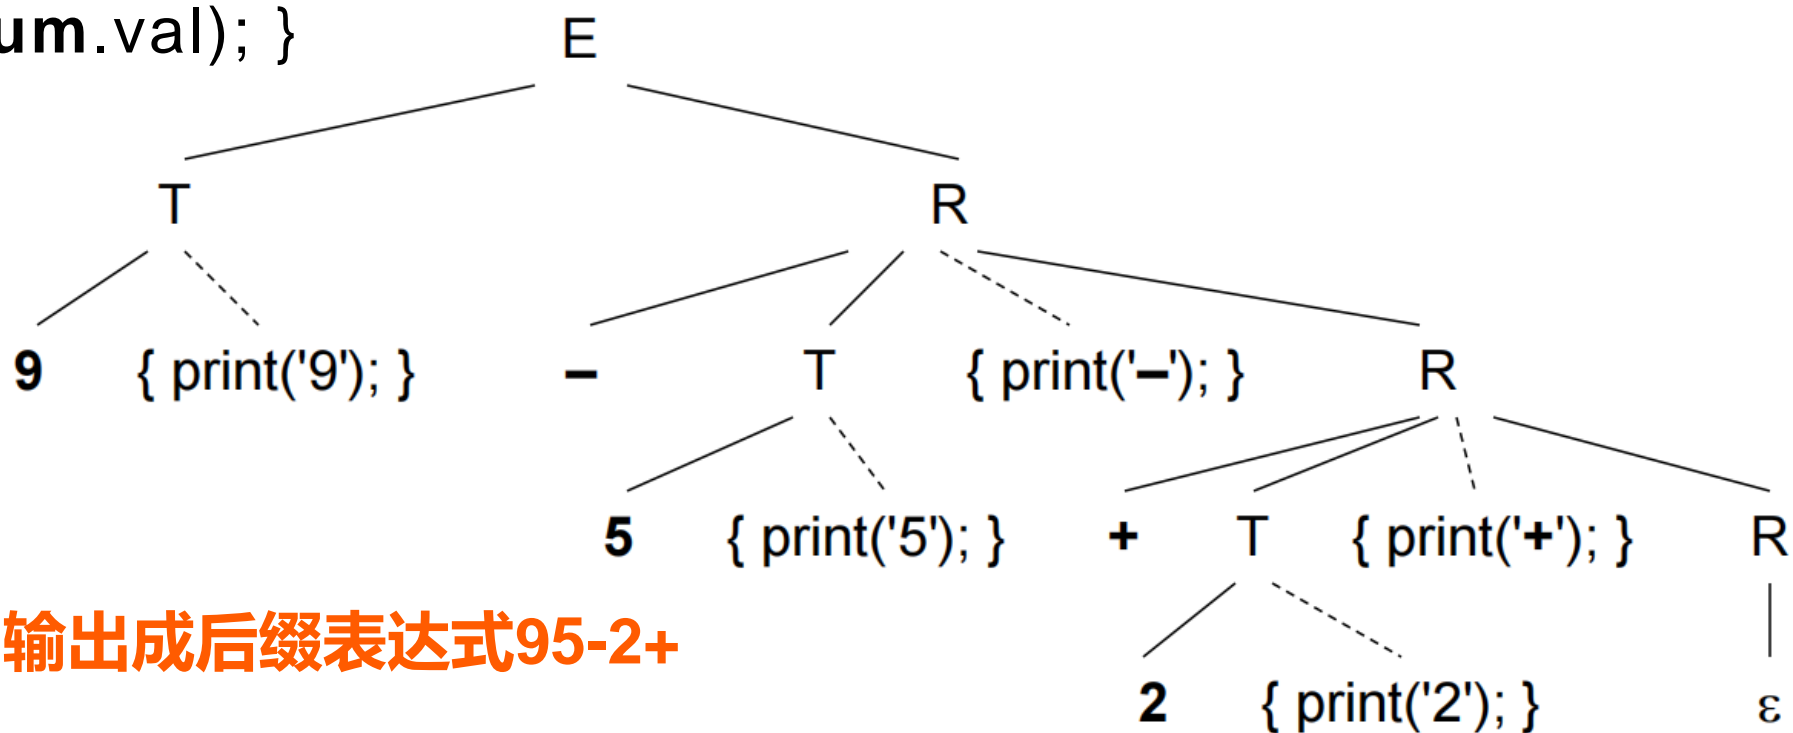 um.val); }
E
T R
9 { print('9'); } – T { print('–'); } R
5 { print('5'); } + T { print('+'); } R
输出成后缀表达式95-2+
2 { print('2'); } ε